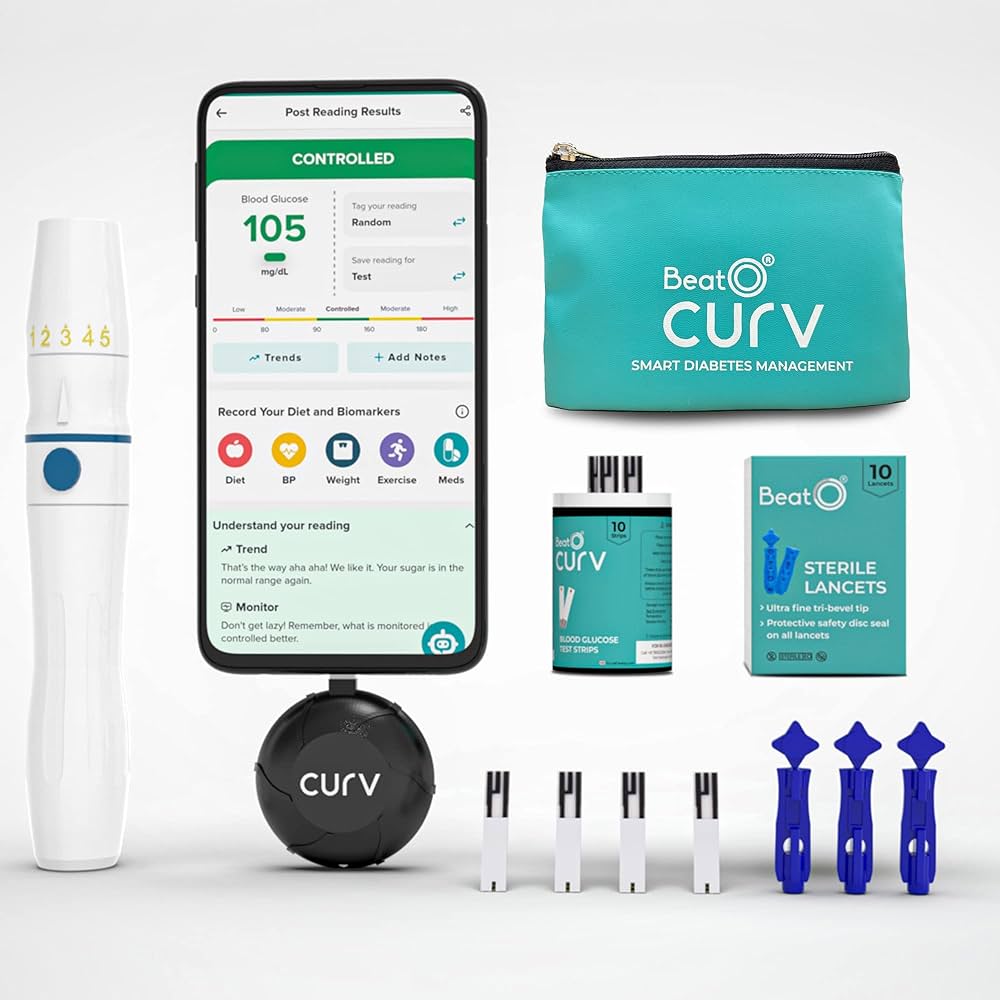 Post Reading Results
CONTROLLED
Blood Glucose
105
mg/dL
Tag your reading
Random
Save reading for
Test
Low Moderate Controlled Moderate High
0 80 90 160 180
Trends
+ Add Notes
Record Your Diet and Biomarkers
Diet BP Weight Exercise Meds
Understand your reading
Trend
That's the way aha aha! We like it. Your sugar is in the
normal range again.
Monitor
Don't get lazy! Remember, what is monitored
controlled better.
1 2 3 4 5
curv
BeatO®
curv
SMART DIABETES MANAGEMENT
10
Strips
BeatO
curv
BLOOD GLUCOSE
TEST STRIPS
10
Lancets
BeatO®
STERILE
LANCETS
> Ultra fine tri-bevel tip
> Protective safety disc seal
on all lancets